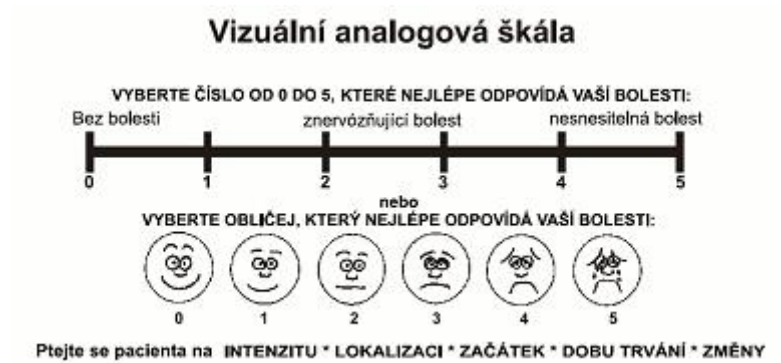 Vizuální analogová škála
VYBERTE ČÍSLO OD 0 DO 5, KTERÉ NEJLÉPE ODPOVÍDÁ VAŠÍ BOLESTI:
Bez bolesti znervózňující bolest nesnesitelná bolest
0 1 2 3 4 5
nebo
VYBERTE OBLIČEJ, KTERÝ NEJLÉPE ODPOVÍDÁ VAŠÍ BOLESTI:
0 1 2 3 4 5
Ptejte se pacienta na INTENZITU * LOKALIZACI * ZAČÁTEK * DOBU TRVÁNÍ * ZMĚNY